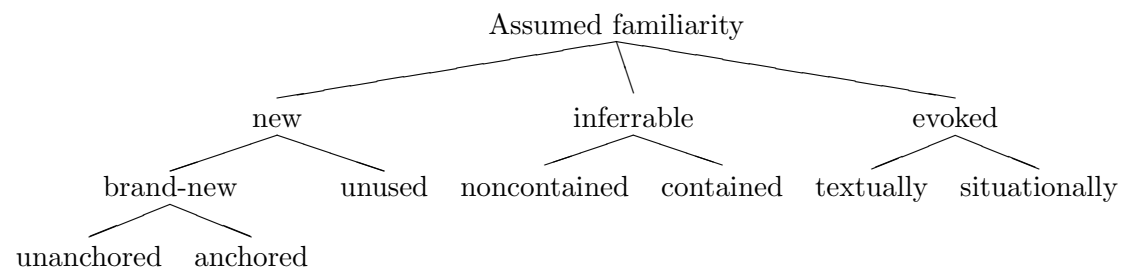 Assumed familiarity
new inferrable evoked
brand-new unused noncontained contained textually situationally
unanchored anchored